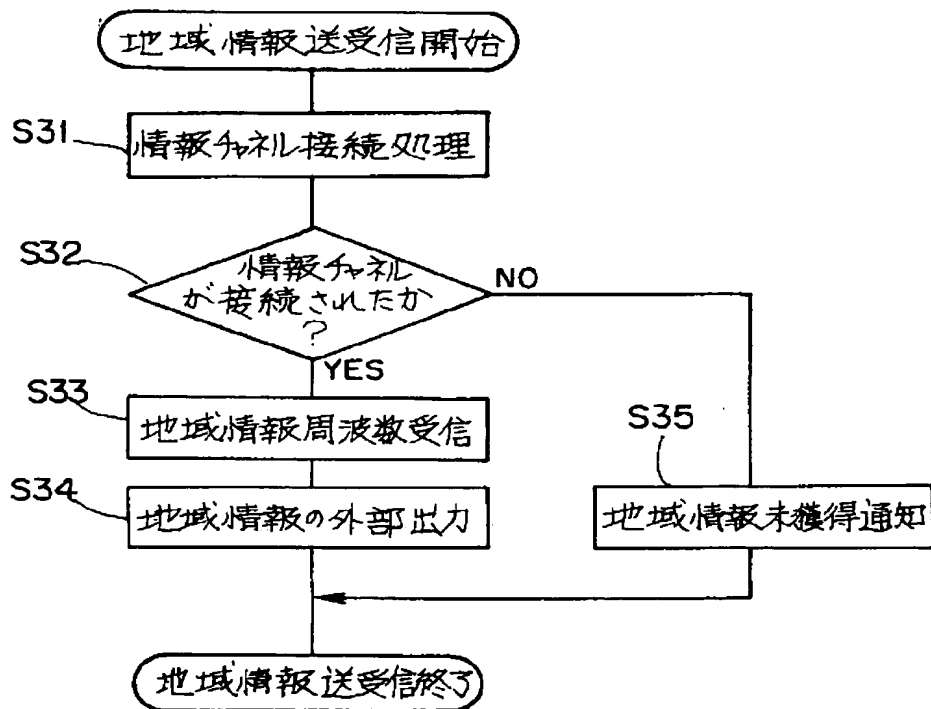 地域情報送受信開始
S31
情報チャネル接続処理
S32
情報チャネル
が接続されたか
?
NO
YES
S33
地域情報周波数受信
S35
S34
地域情報の外部出力
地域情報未獲得通知
地域情報送受信終了